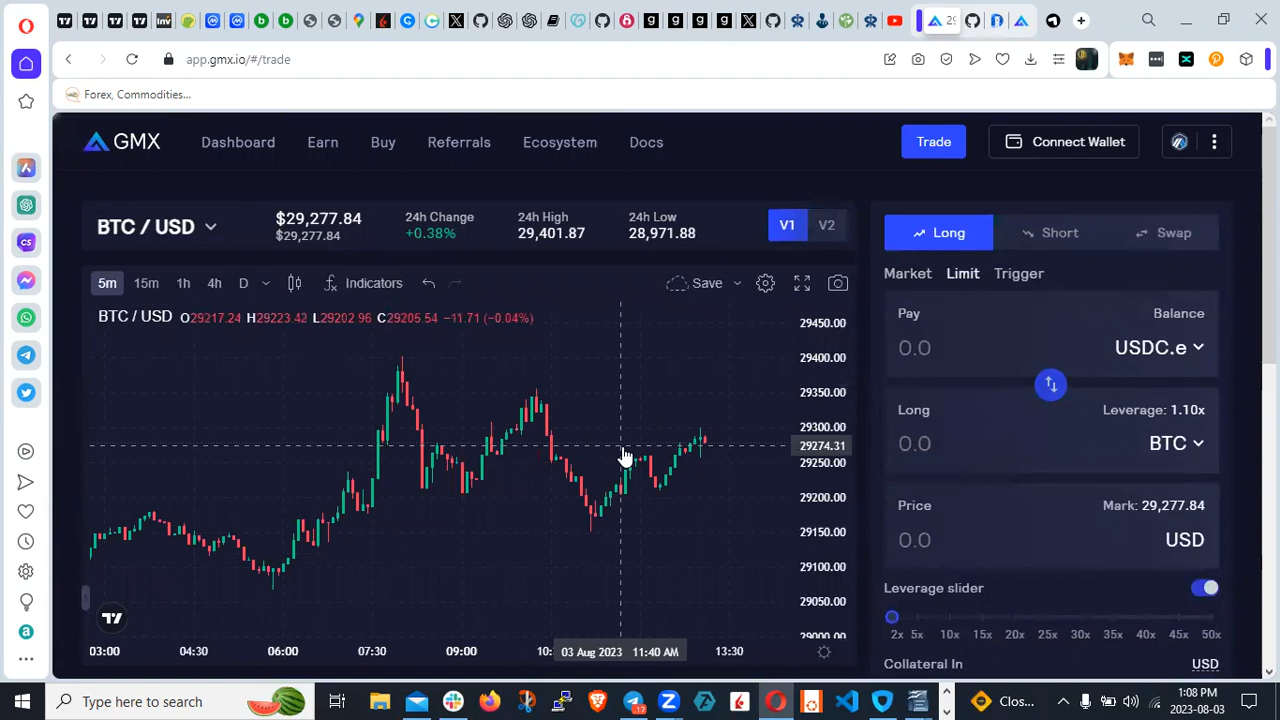 29
app.gmx.io/#/trade
Forex, Commodities...
GMX
Dashboard
Earn
Buy
Referrals
Ecosystem
Docs
Trade
Connect Wallet
BTC / USD
$29,277.84
$29,277.84
24h Change
+0.38%
24h High
29,401.87
24h Low
28,971.88
V1
V2
Long
Short
Swap
5m 15m 1h 4h D
Indicators
Save
Market
Limit
Trigger
BTC / USD O29217.24 H29223.42 L29202.96 C29205.54 −11.71 (−0.04%)
29450.00
29400.00
29350.00
29300.00
29274.31
29250.00
29200.00
29150.00
29100.00
29050.00
29000.00
03:00 04:30 06:00 07:30 09:00 10: 03 Aug 2023 11:40 AM 13:30
Pay
Balance
0.0
USDC.e
Long
Leverage: 1.10x
0.0
BTC
Price
Mark: 29,277.84
0.0
USD
Leverage slider
2x 5x 10x 15x 20x 25x 30x 35x 40x 45x 50x
Collateral In
USD
Type here to search
17
Clos...
1:08 PM
2023-08-03